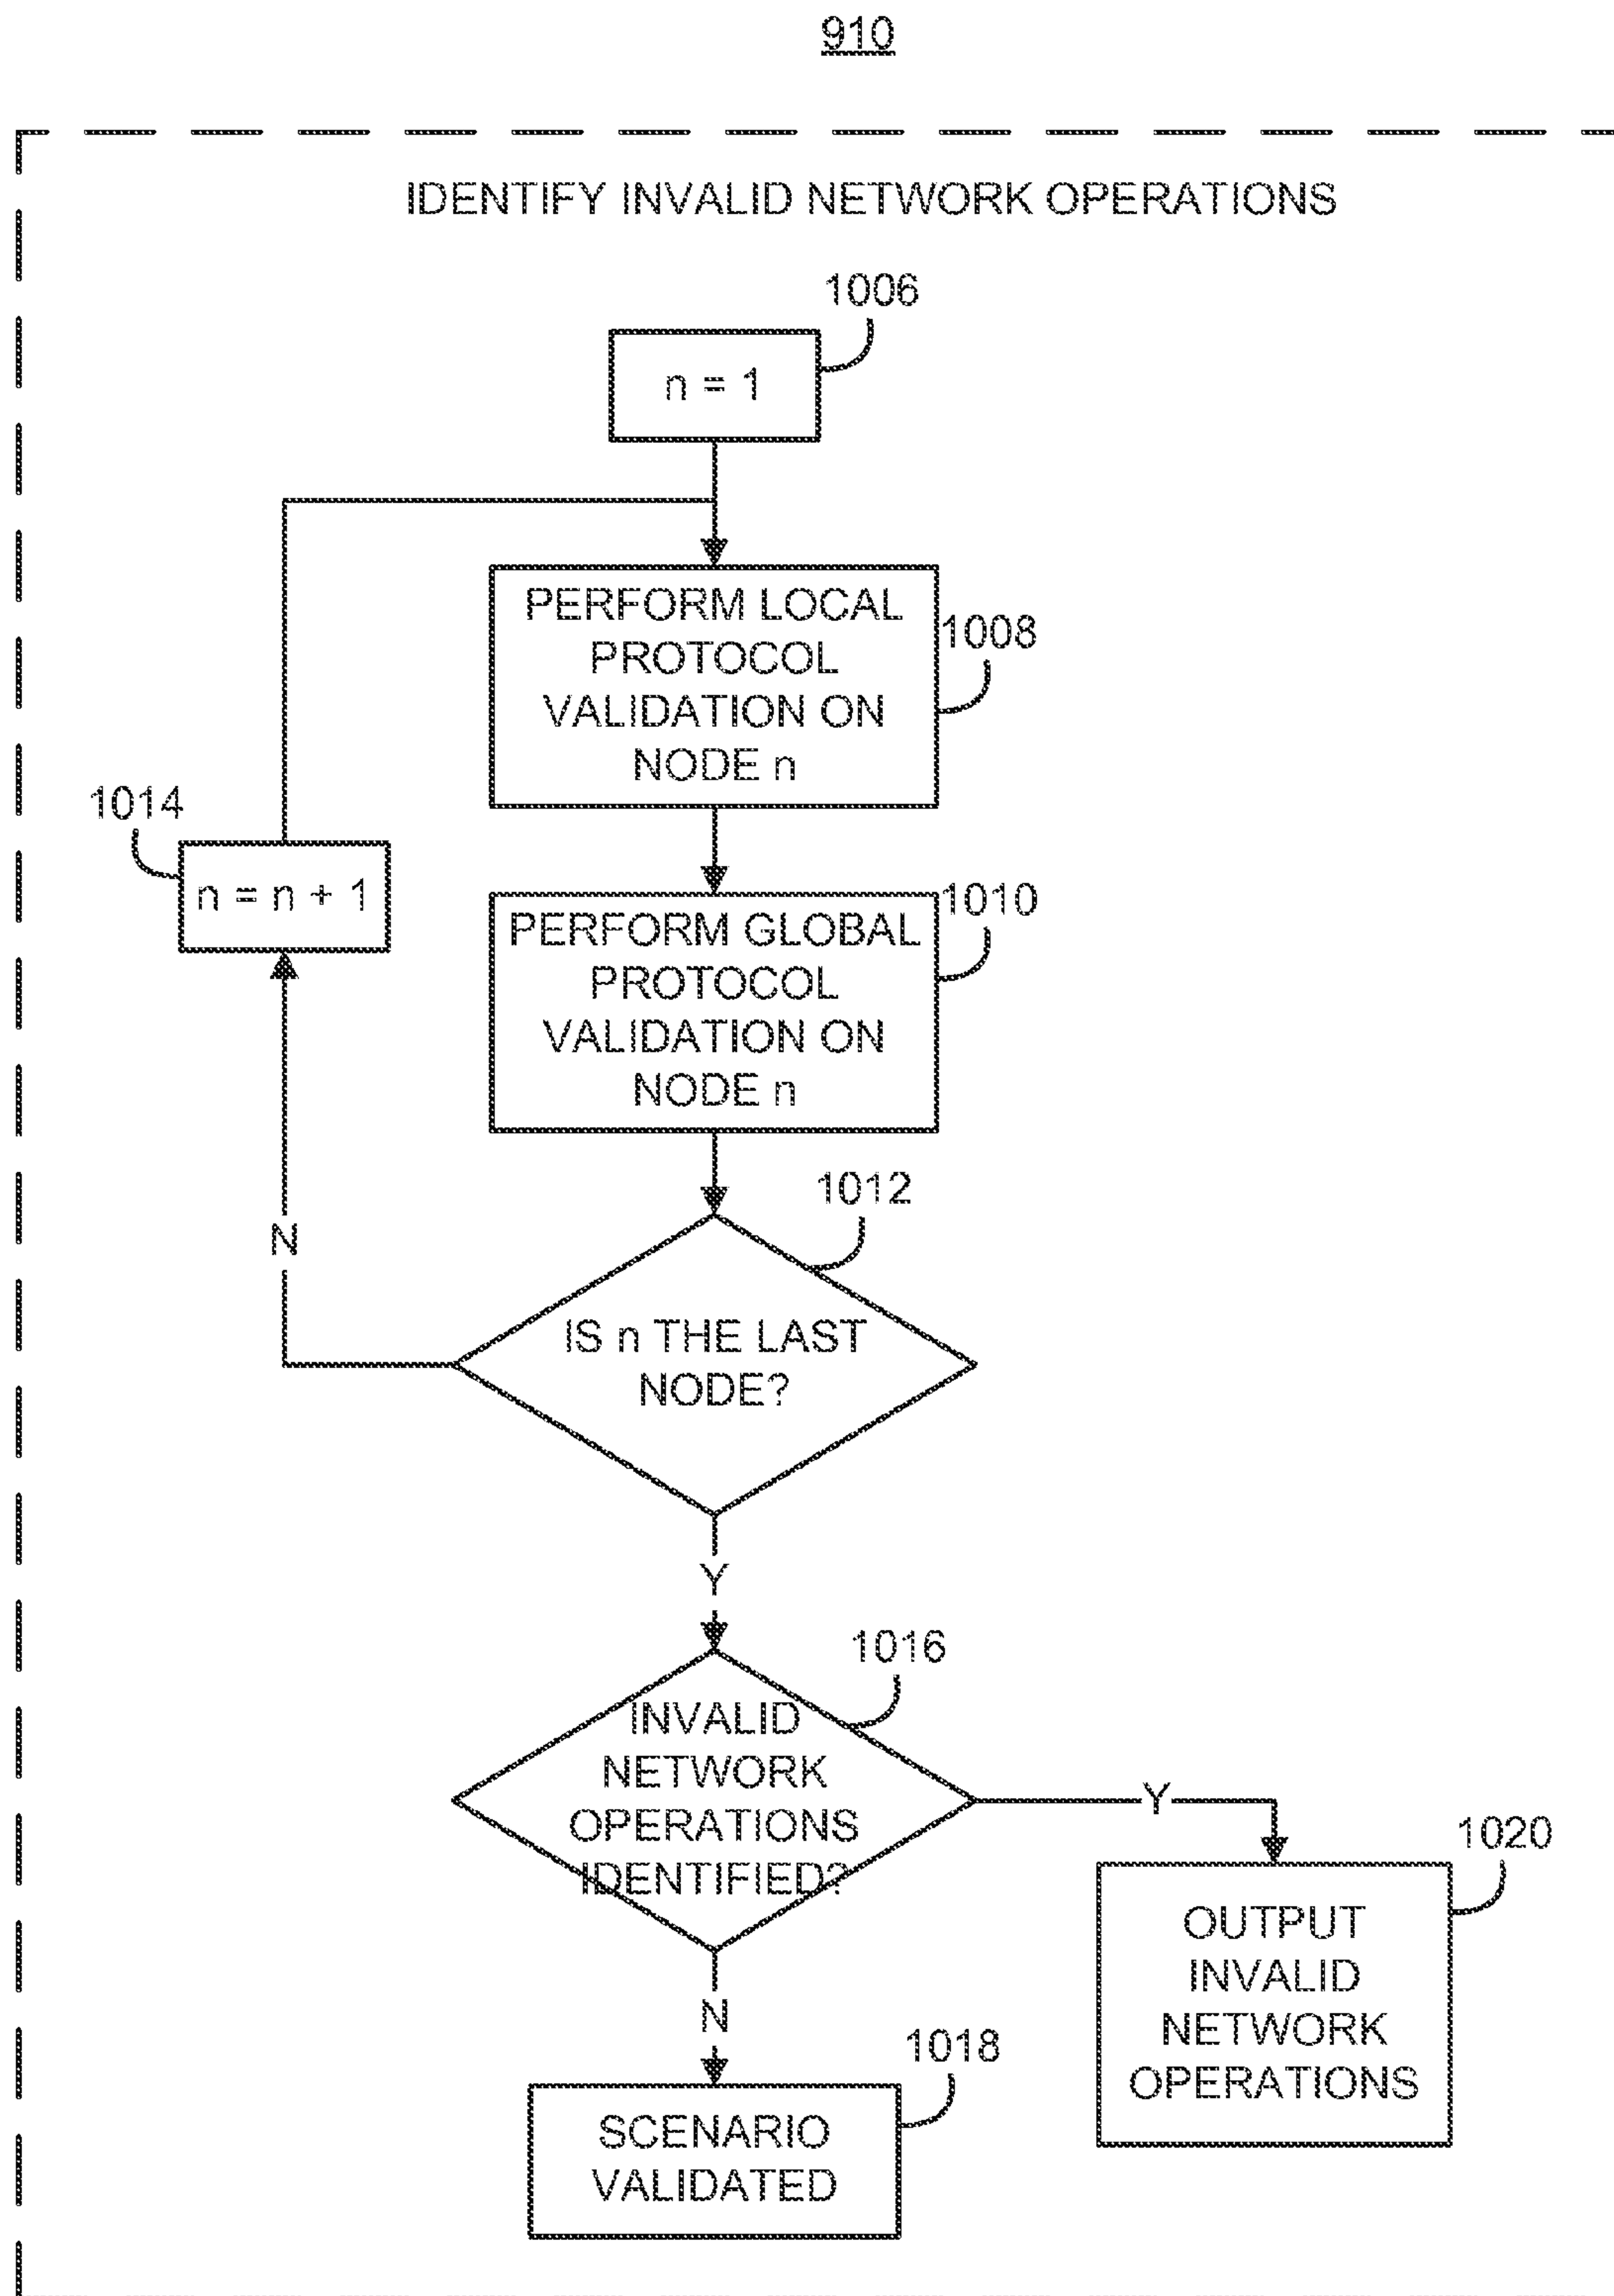 910
IDENTIFY INVALID NETWORK OPERATIONS
1006
n = 1
PERFORM LOCAL
PROTOCOL
VALIDATION ON
NODE n
1008
1014
n = n + 1
PERFORM GLOBAL
PROTOCOL
VALIDATION ON
NODE n
1010
1012
N
IS n THE LAST
NODE?
Y
1016
INVALID
NETWORK
OPERATIONS
IDENTIFIED?
Y
1020
OUTPUT
INVALID
NETWORK
OPERATIONS
N
1018
SCENARIO
VALIDATED